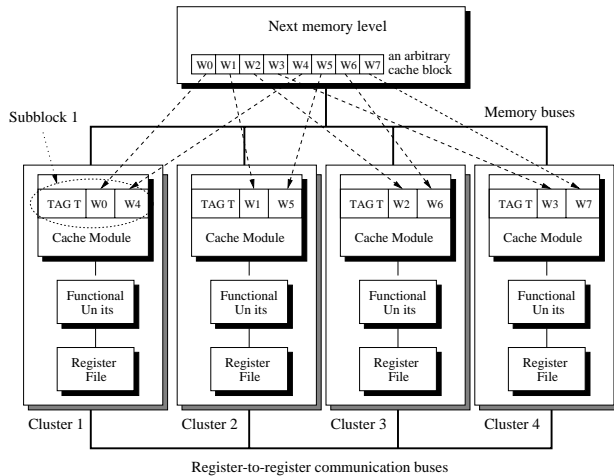 Next memory level
W0 W1 W2 W3 W4 W5 W6 W7
an arbitrary
cache block
Subblock 1
Memory buses
TAG T W0 W4
Cache Module
Functional
Un its
Register
File
Cluster 1
TAG T W1 W5
Cache Module
Functional
Un its
Register
File
Cluster 2
TAG T W2 W6
Cache Module
Functional
Un its
Register
File
Cluster 3
TAG T W3 W7
Cache Module
Functional
Un its
Register
File
Cluster 4
Register-to-register communication buses